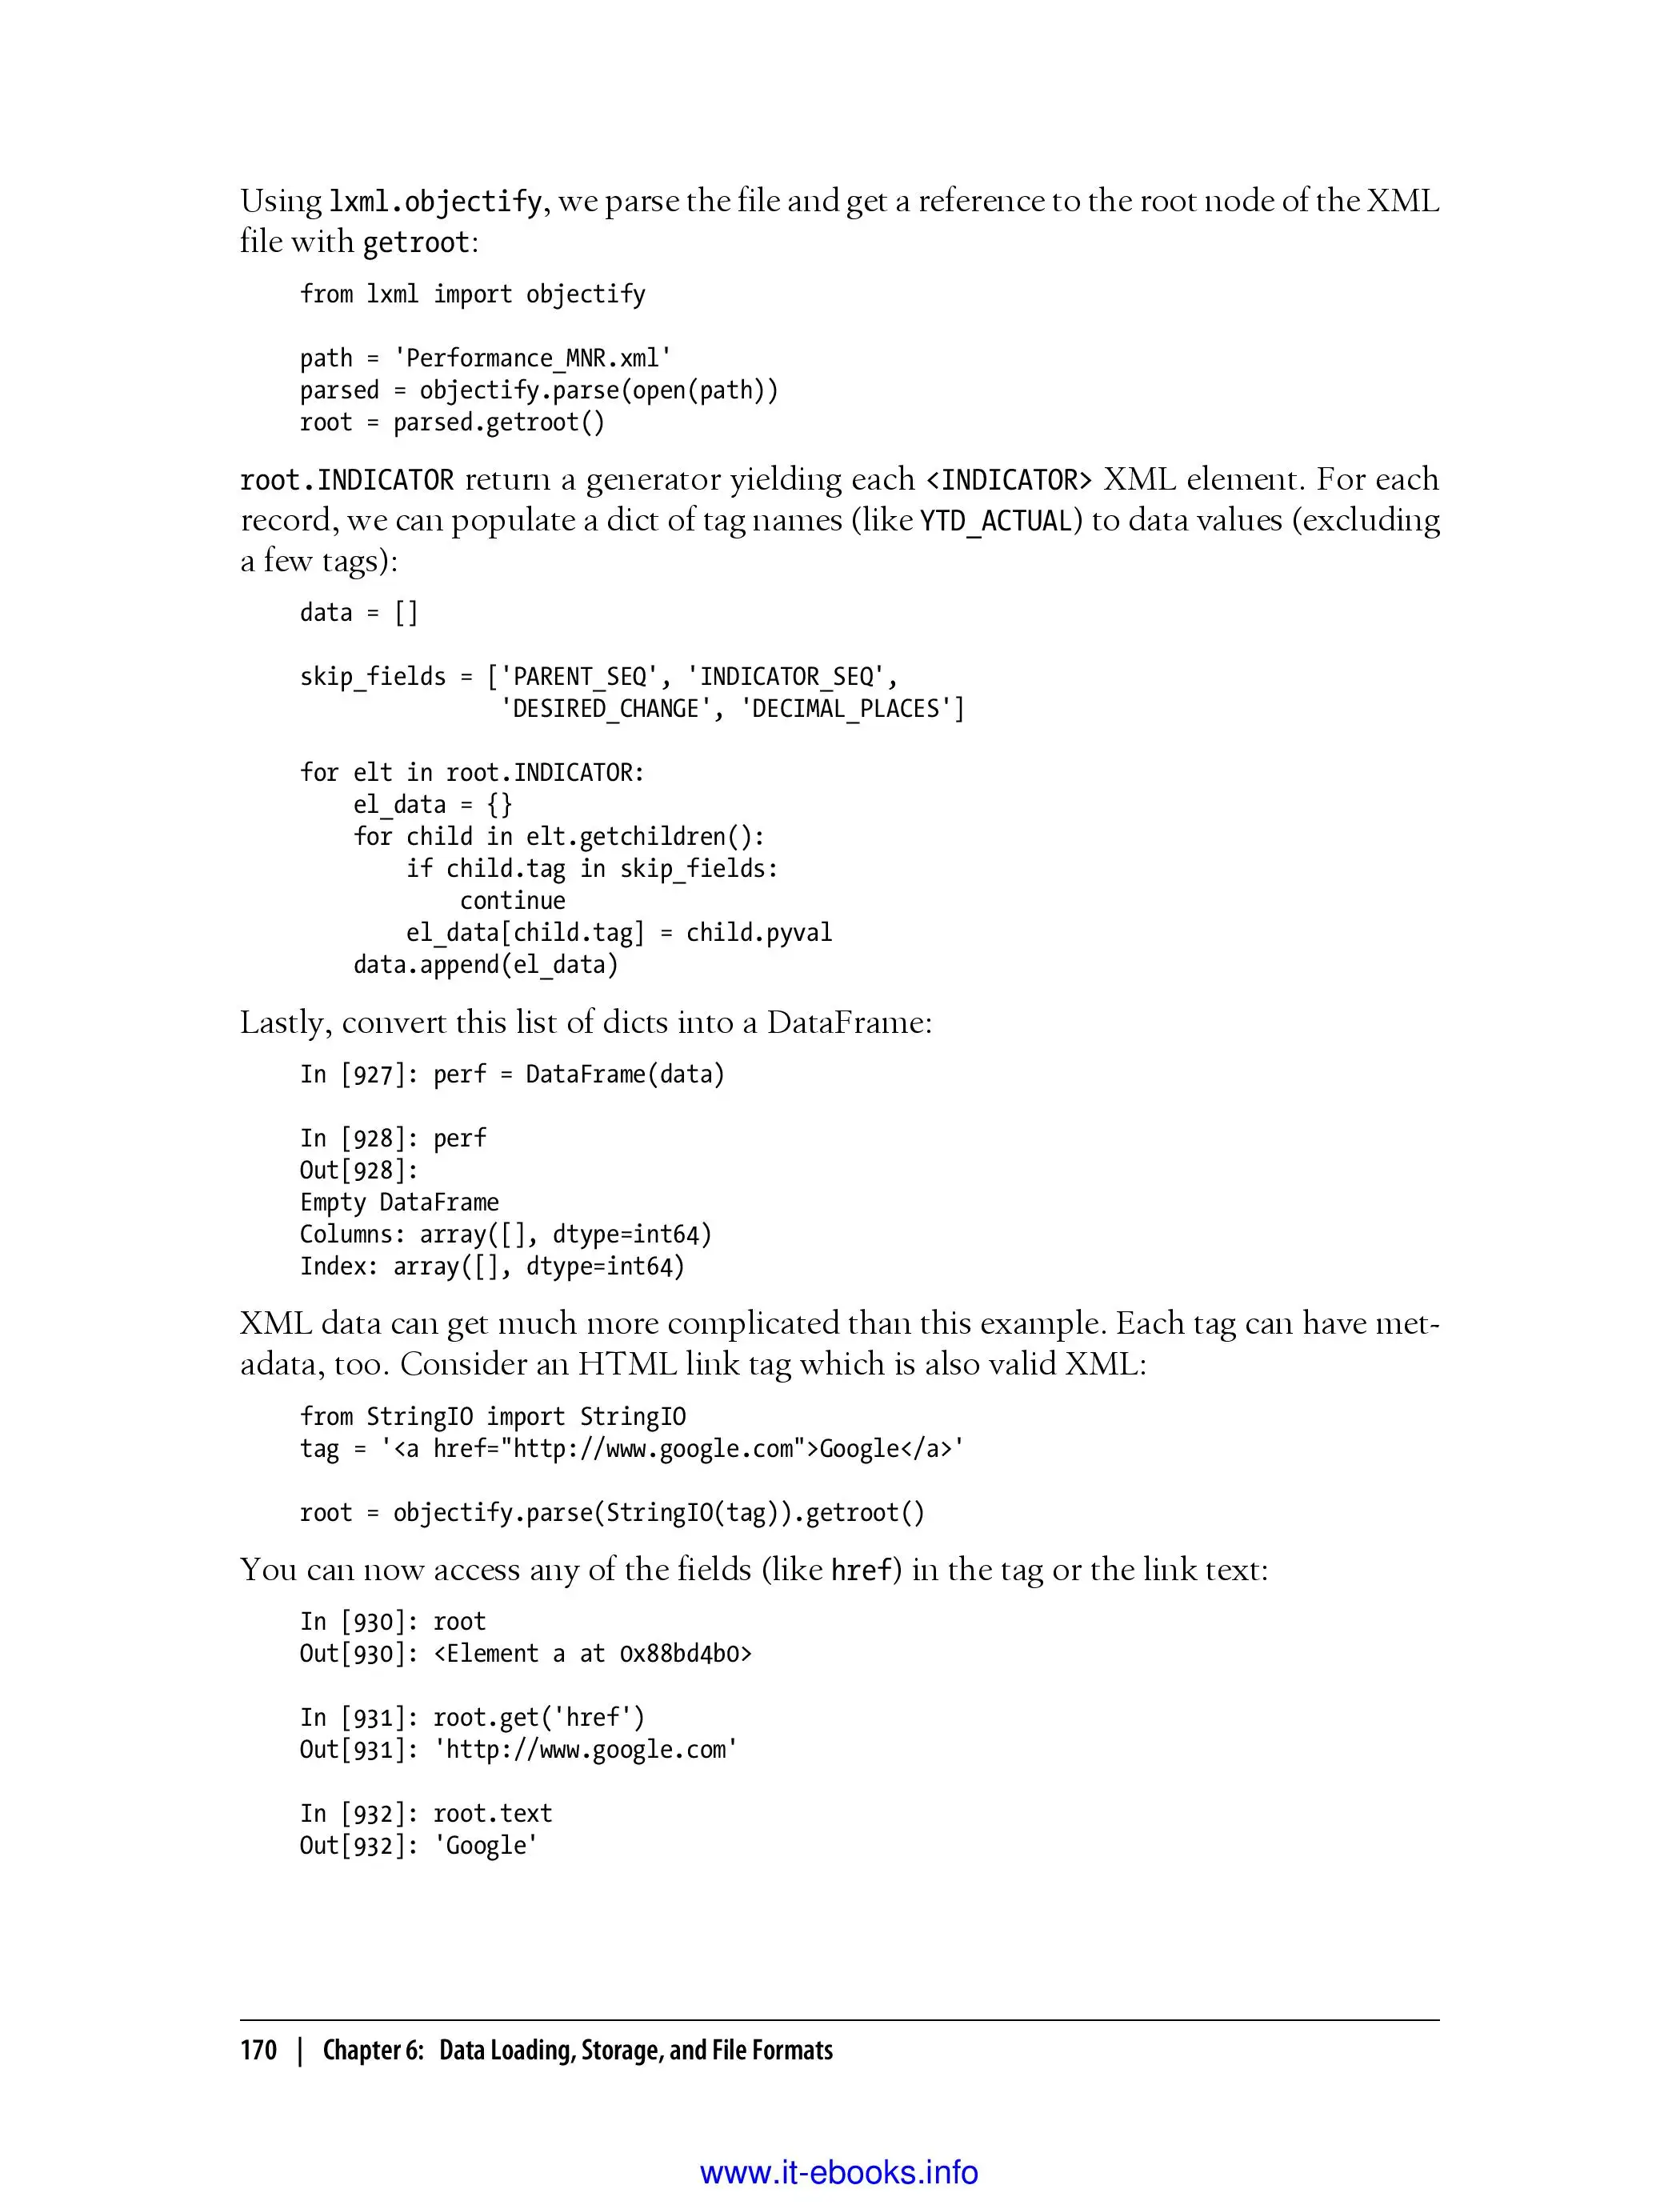 Using lxml.objectify, we parse the file and get a reference to the root node of the XML
file with getroot:
from lxml import objectify
path = 'Performance_MNR.xml'
parsed = objectify.parse(open(path))
root = parsed.getroot()
root.INDICATOR return a generator yielding each <INDICATOR> XML element. For each
record, we can populate a dict of tag names (like YTD_ACTUAL) to data values (excluding
a few tags):
data = []
skip_fields = ['PARENT_SEQ', 'INDICATOR_SEQ',
'DESIRED_CHANGE', 'DECIMAL_PLACES']
for elt in root.INDICATOR:
el_data = {}
for child in elt.getchildren():
if child.tag in skip_fields:
continue
el_data[child.tag] = child.pyval
data.append(el_data)
Lastly, convert this list of dicts into a DataFrame:
In [927]: perf = DataFrame(data)
In [928]: perf
Out[928]:
Empty DataFrame
Columns: array([], dtype=int64)
Index: array([], dtype=int64)
XML data can get much more complicated than this example. Each tag can have met-
adata, too. Consider an HTML link tag which is also valid XML:
from StringIO import StringIO
tag = '<a href="http://www.google.com">Google</a>'
root = objectify.parse(StringIO(tag)).getroot()
You can now access any of the fields (like href) in the tag or the link text:
In [930]: root
Out[930]: <Element a at 0x88bd4b0>
In [931]: root.get('href')
Out[931]: 'http://www.google.com'
In [932]: root.text
Out[932]: 'Google'
170 | Chapter 6: Data Loading, Storage, and File Formats
www.it-ebooks.info